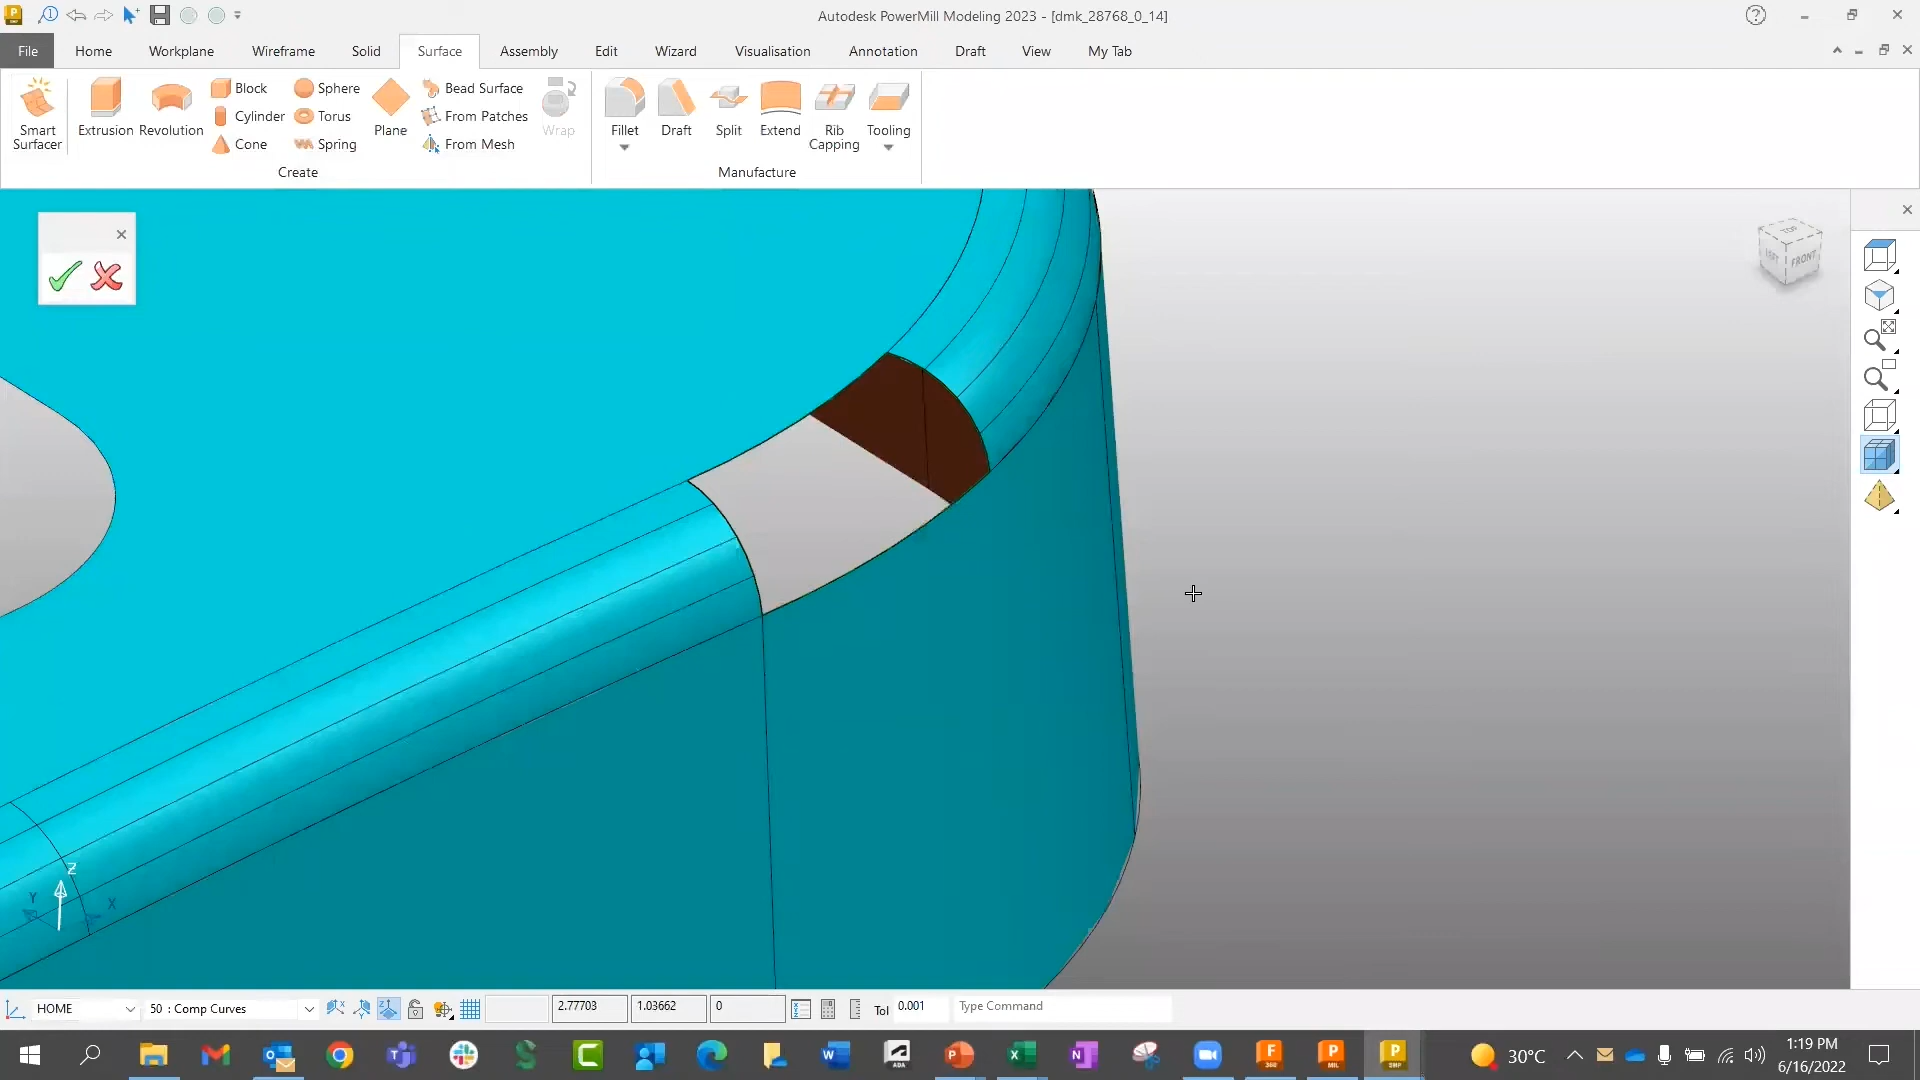 Autodesk PowerMill Modeling 2023 - [dmk_28768_0_14]
File Home Workplane Wireframe Solid Surface Assembly Edit Wizard Visualisation Annotation Draft View My Tab
Smart Surfacer
Extrusion
Revolution
Block
Cylinder
Cone
Sphere
Torus
Spring
Plane
Bead Surface
From Patches
From Mesh
Wrap
Create
Fillet
Draft
Split
Extend
Rib Capping
Tooling
Manufacture
TOP
LEFT
FRONT
Z
Y
X
HOME
50 : Comp Curves
2.77703
1.03662
0
Tol
0.001
Type Command
30°C
1:19 PM
6/16/2022